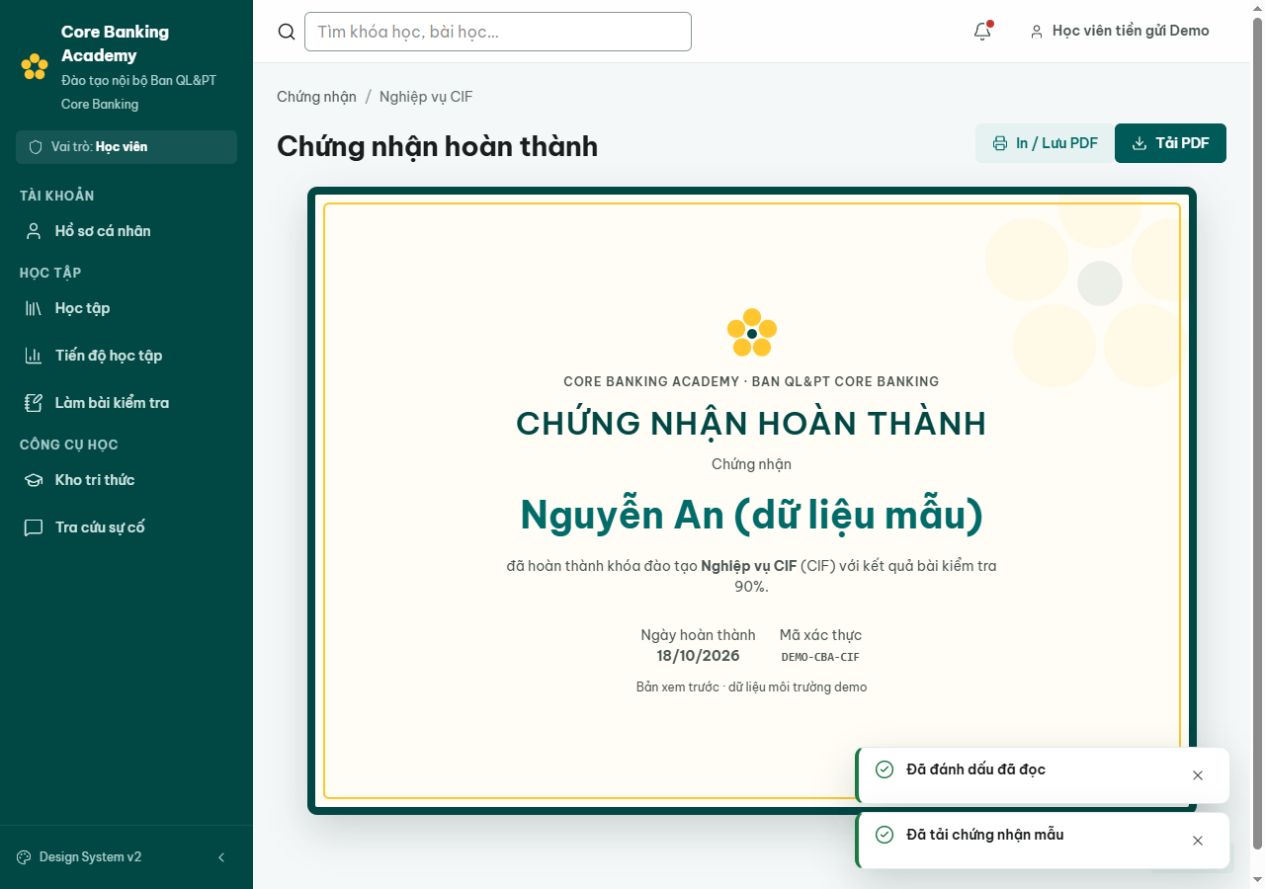 Core Banking
Academy
Đào tạo nội bộ Ban QL&PT
Core Banking
Vai trò: Học viên
TÀI KHOẢN
Hồ sơ cá nhân
HỌC TẬP
Học tập
Tiến độ học tập
Làm bài kiểm tra
CÔNG CỤ HỌC
Kho tri thức
Tra cứu sự cố
Design System v2
Tìm khóa học, bài học...
Học viên tiền gửi Demo
Chứng nhận / Nghiệp vụ CIF
Chứng nhận hoàn thành
In / Lưu PDF
Tải PDF
CORE BANKING ACADEMY · BAN QL&PT CORE BANKING
CHỨNG NHẬN HOÀN THÀNH
Chứng nhận
Nguyễn An (dữ liệu mẫu)
đã hoàn thành khóa đào tạo Nghiệp vụ CIF (CIF) với kết quả bài kiểm tra
90%.
Ngày hoàn thành
18/10/2026
Mã xác thực
DEMO-CBA-CIF
Bản xem trước · dữ liệu môi trường demo
Đã đánh dấu đã đọc
Đã tải chứng nhận mẫu